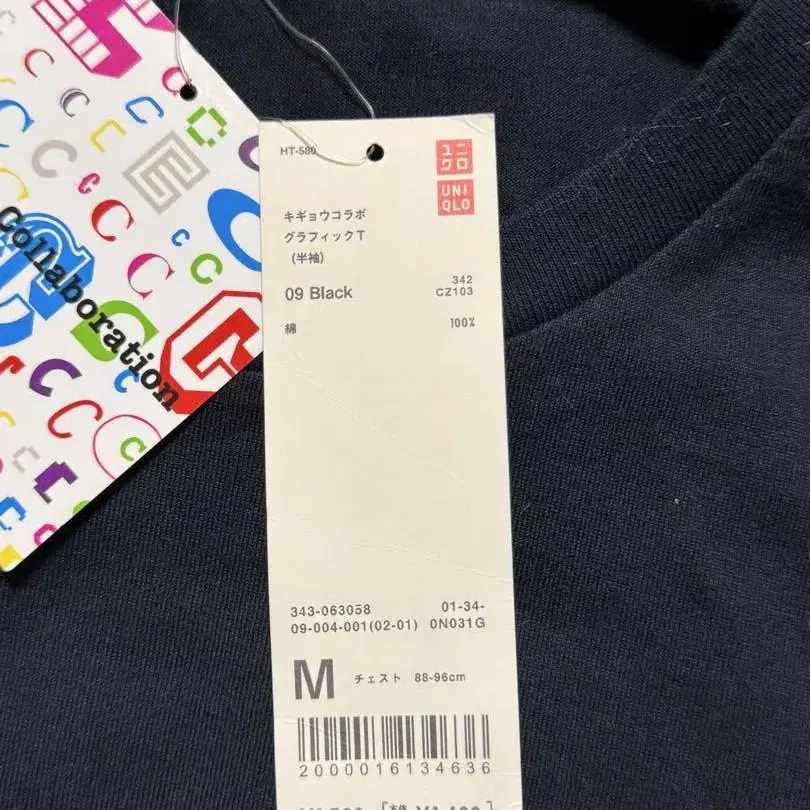 Collaboration
HT-580
ユニクロ
UNIQLO
キギョウコラボ
グラフィックT
(半袖)
09 Black
342
CZ103
綿 100%
343-063058 01-34-
09-004-001(02-01) 0N031G
M チェスト 88-96cm
2000016134636